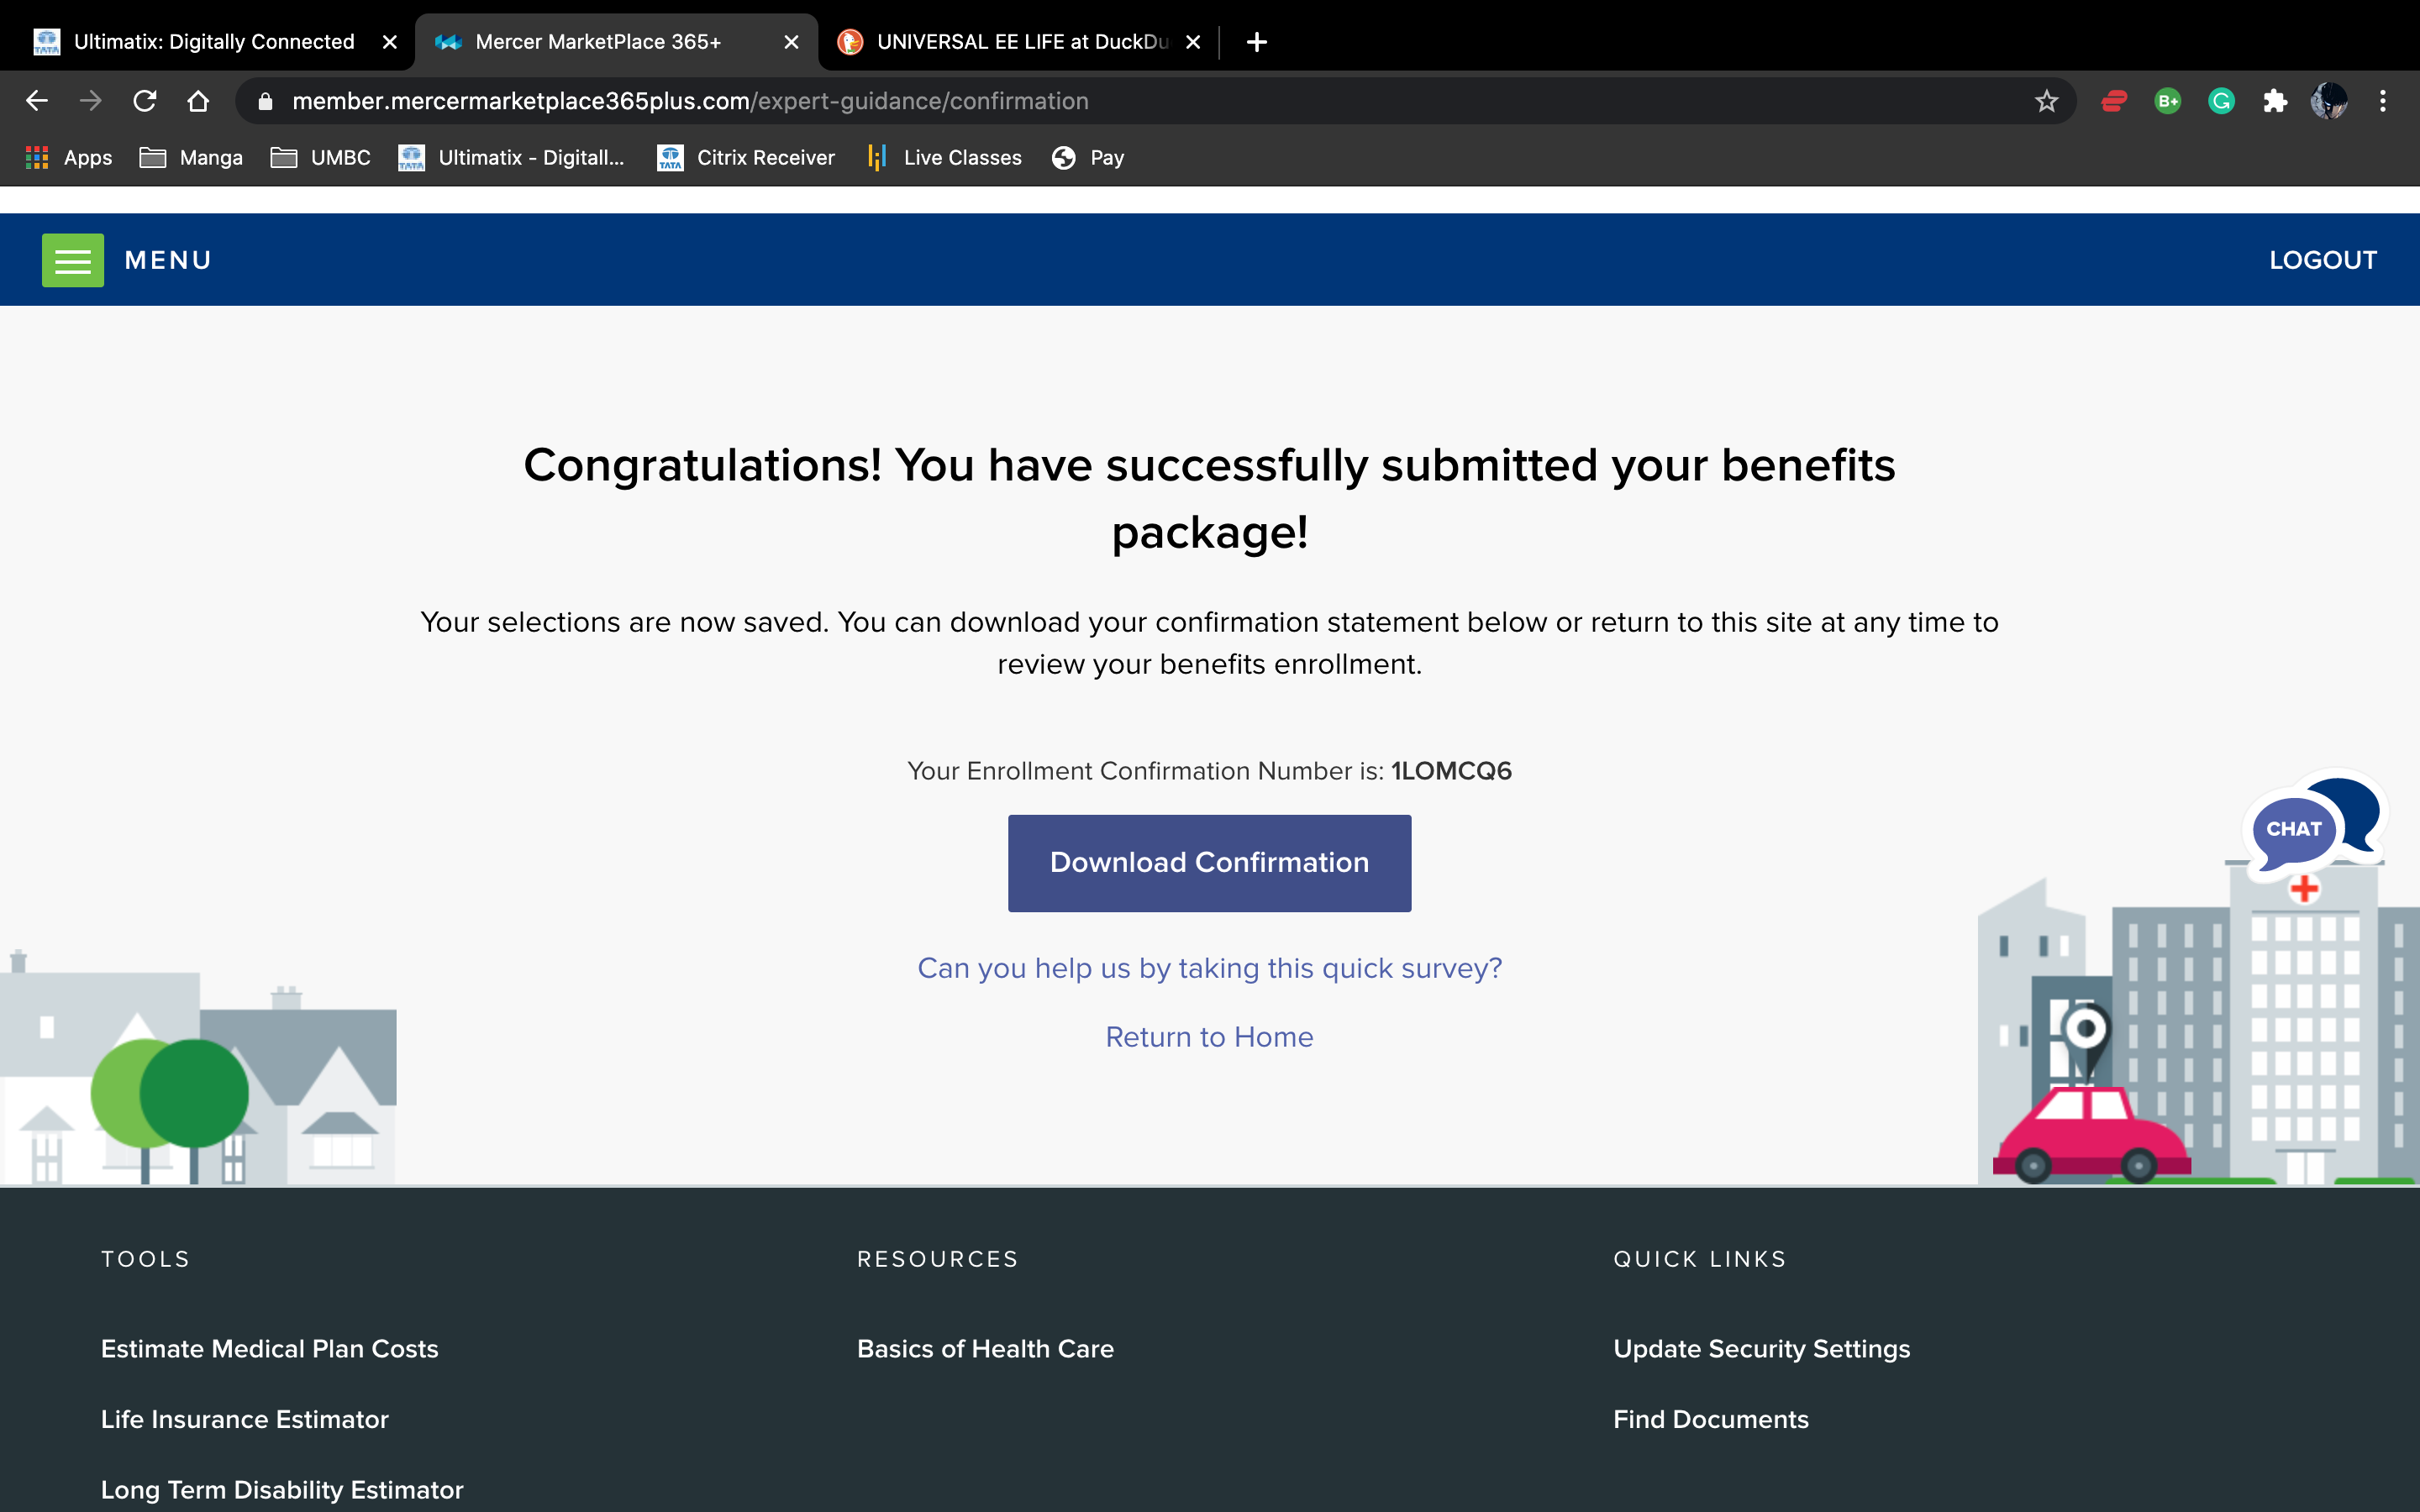 Ultimatix: Digitally Connected
Mercer MarketPlace 365+
UNIVERSAL EE LIFE at DuckDu
member.mercermarketplace365plus.com/expert-guidance/confirmation
B+
Apps
Manga
UMBC
TATA
Ultimatix - Digitall...
TATA
Citrix Receiver
Live Classes
Pay
MENU
LOGOUT
Congratulations! You have successfully submitted your benefits
package!
Your selections are now saved. You can download your confirmation statement below or return to this site at any time to
review your benefits enrollment.
Your Enrollment Confirmation Number is: 1LOMCQ6
CHAT
Download Confirmation
Can you help us by taking this quick survey?
Return to Home
TOOLS
RESOURCES
QUICK LINKS
Estimate Medical Plan Costs
Basics of Health Care
Update Security Settings
Life Insurance Estimator
Find Documents
Long Term Disability Estimator